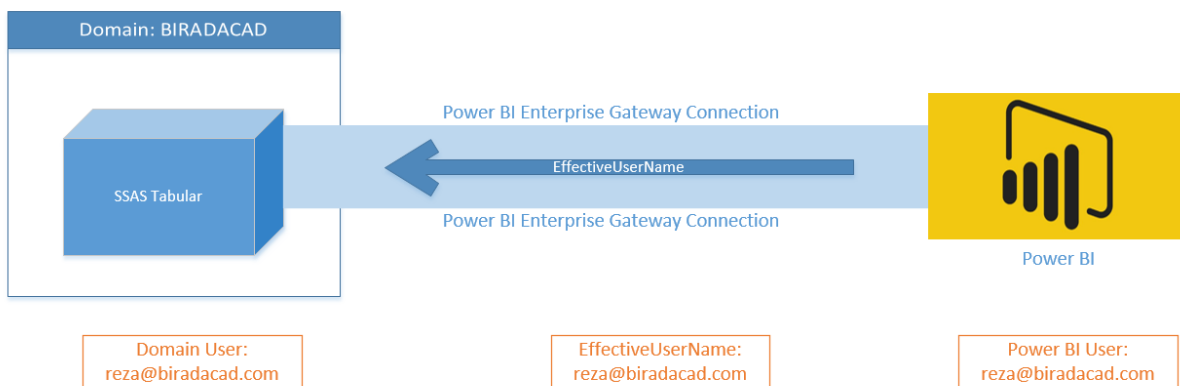 Domain: BIRADACAD
Power BI Enterprise Gateway Connection
EffectiveUserName
SSAS Tabular
Power BI Enterprise Gateway Connection
Power BI
Domain User:
reza@biradacad.com
EffectiveUserName:
reza@biradacad.com
Power BI User:
reza@biradacad.com